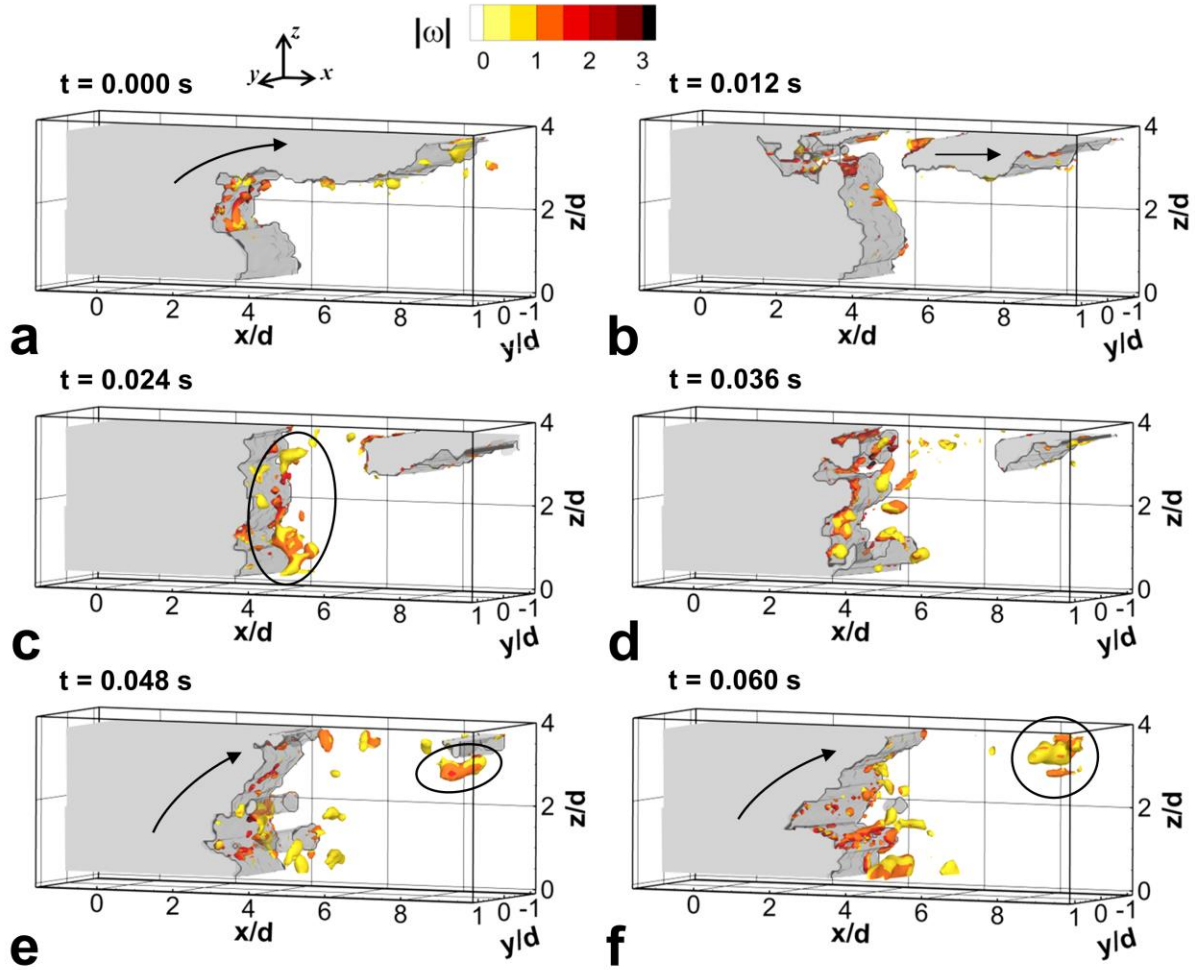 |ω|
0 1 2 3
z
y x
t = 0.000 s
t = 0.012 s
4
2
0
z/d
0 2 4 6 8 1 0 -1
x/d
y/d
a
4
2
0
z/d
0 2 4 6 8 1 0 -1
x/d
y/d
b
t = 0.024 s
t = 0.036 s
4
2
0
z/d
0 2 4 6 8 1 0 -1
x/d
y/d
c
4
2
0
z/d
0 2 4 6 8 1 0 -1
x/d
y/d
d
t = 0.048 s
t = 0.060 s
4
2
0
z/d
0 2 4 6 8 1 0 -1
x/d
y/d
e
4
2
0
z/d
0 2 4 6 8 1 0 -1
x/d
y/d
f